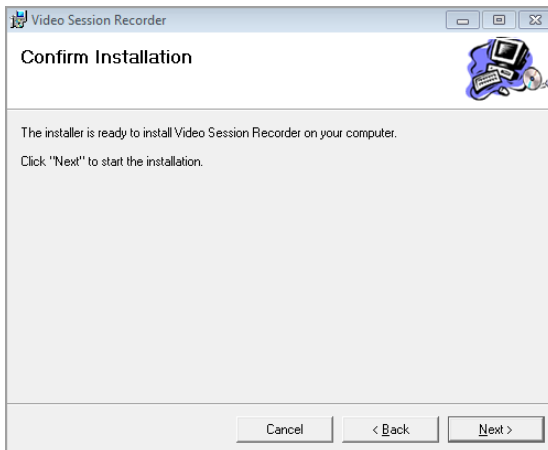 Video Session Recorder
Confirm Installation
The installer is ready to install Video Session Recorder on your computer.
Click "Next" to start the installation.
Cancel
< Back
Next >